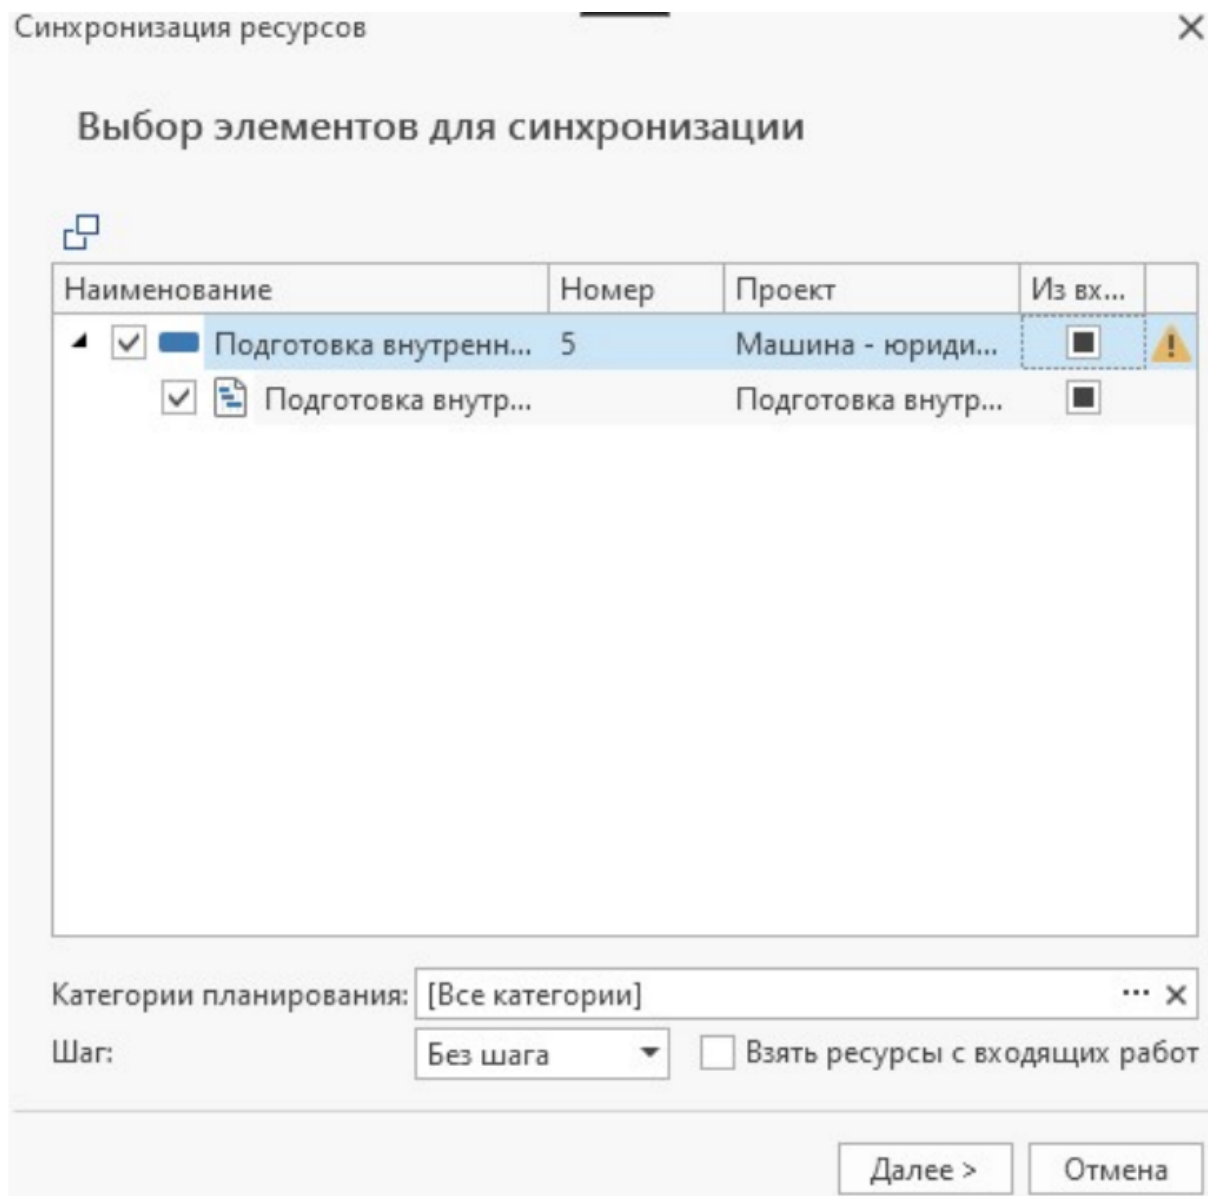 Синхронизация ресурсов
Выбор элементов для синхронизации
Наименование Номер Проект Из вх...
Подготовка внутренн... 5 Машина - юриди...
Подготовка внутр... Подготовка внутр...
Категории планирования: [Все категории]
Шаг: Без шага Взять ресурсы с входящих работ
Далее > Отмена